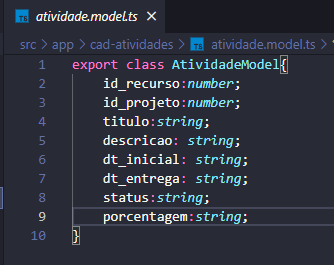 TS atividade.model.ts ×
src > app > cad-atividades > TS atividade.model.ts >
1 export class AtividadeModel{
2 id_recurso:number;
3 id_projeto:number;
4 titulo:string;
5 descricao: string;
6 dt_inicial: string;
7 dt_entrega: string;
8 status:string;
9 porcentagem:string;
10 }